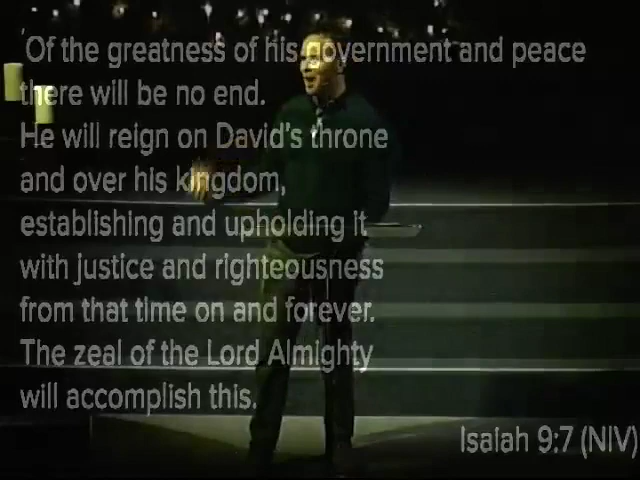 'Of the greatness of his government and peace
there will be no end.
He will reign on David's throne
and over his kingdom,
establishing and upholding it
with justice and righteousness
from that time on and forever.
The zeal of the Lord Almighty
will accomplish this.
Isaiah 9:7 (NIV)